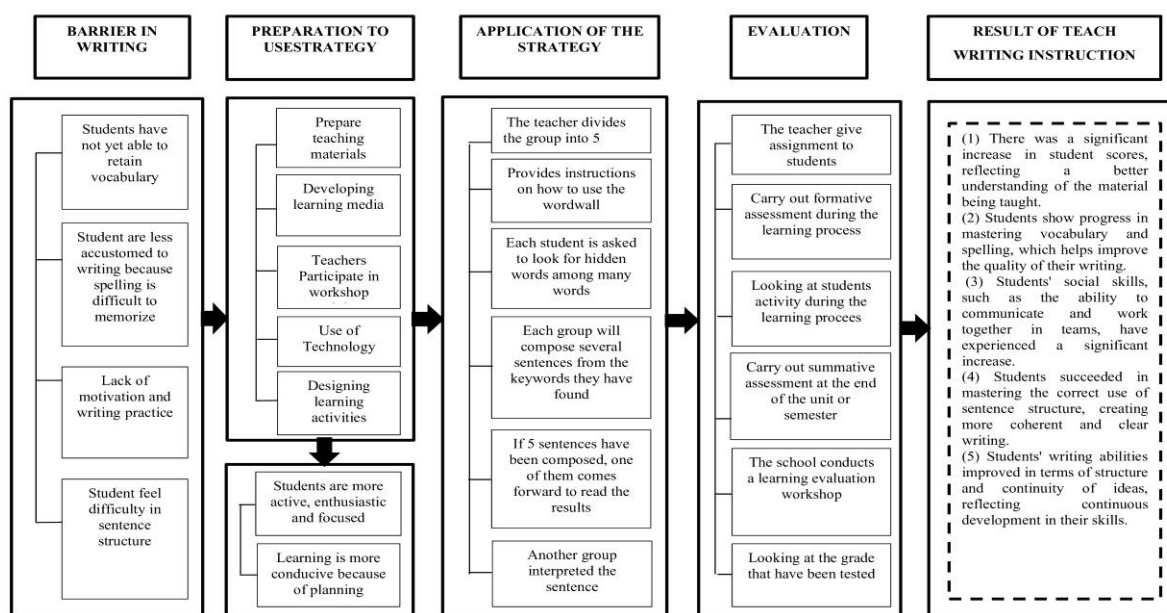 BARRIER IN
WRITING
Students have
not yet able to
retain
vocabulary
Student are less
accustomed to
writing because
spelling is
difficult to
memorize
Lack of
motivation and
writing practice
Student feel
difficulty in
sentence
structure
PREPARATION TO
USESTRATEGY
Prepare
teaching
materials
Developing
learning media
Teachers
Participate in
workshop
Use of
Technology
Designing
learning
activities
Students are more
active, enthusiastic
and focused
Learning is more
conducive because
of planning
APPLICATION OF THE
STRATEGY
The teacher divides
the group into 5
Provides instructions
on how to use the
wordwall
Each student is asked
to look for hidden
words among many
words
Each group will
compose several
sentences from the
keywords they have
found
If 5 sentences have
been composed, one
of them comes
forward to read the
results
Another group
interpreted the
sentence
EVALUATION
The teacher give
assignment to
students
Carry out formative
assessment during the
learning process
Looking at students
activity during the
learning procees
Carry out summative
assessment at the end
of the unit or
semester
The school conducts
a learning evaluation
workshop
Looking at the grade
that have been tested
RESULT OF TEACH
WRITING INSTRUCTION
(1) There was a significant
increase in student scores,
reflecting a better
understanding of the material
being taught.
(2) Students show progress in
mastering vocabulary and
spelling, which helps improve
the quality of their writing.
(3) Students' social skills,
such as the ability to
communicate and work
together in teams, have
experienced a significant
increase.
(4) Students succeeded in
mastering the correct use of
sentence structure, creating
more coherent and clear
writing.
(5) Students' writing abilities
improved in terms of structure
and continuity of ideas,
reflecting continuous
development in their skills.